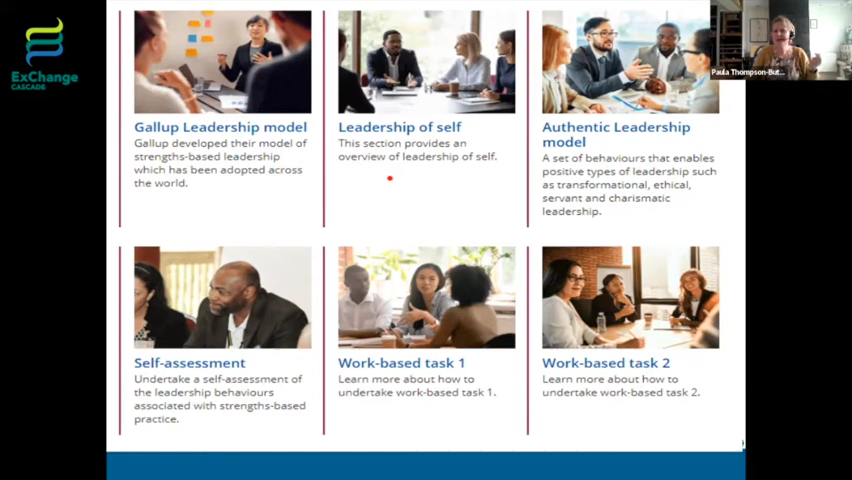 ExChange
CASCADE
Paula Thompson-But...
Gallup Leadership model
Gallup developed their model of
strengths-based leadership
which has been adopted across
the world.
Leadership of self
This section provides an
overview of leadership of self.
Authentic Leadership
model
A set of behaviours that enables
positive types of leadership such
as transformational, ethical,
servant and charismatic
leadership.
Self-assessment
Undertake a self-assessment of
the leadership behaviours
associated with strengths-based
practice.
Work-based task 1
Learn more about how to
undertake work-based task 1.
Work-based task 2
Learn more about how to
undertake work-based task 2.